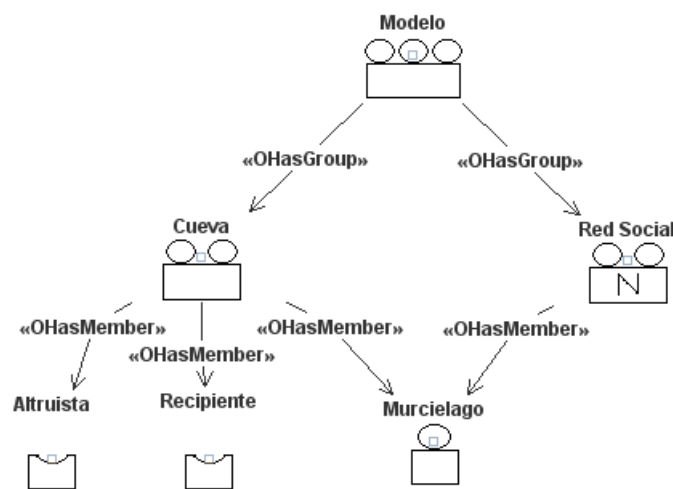 Modelo
«OHasGroup»
«OHasGroup»
Cueva
Red Social
N
«OHasMember»
«OHasMember»
«OHasMember»
«OHasMember»
Altruista
Recipiente
Murcielago